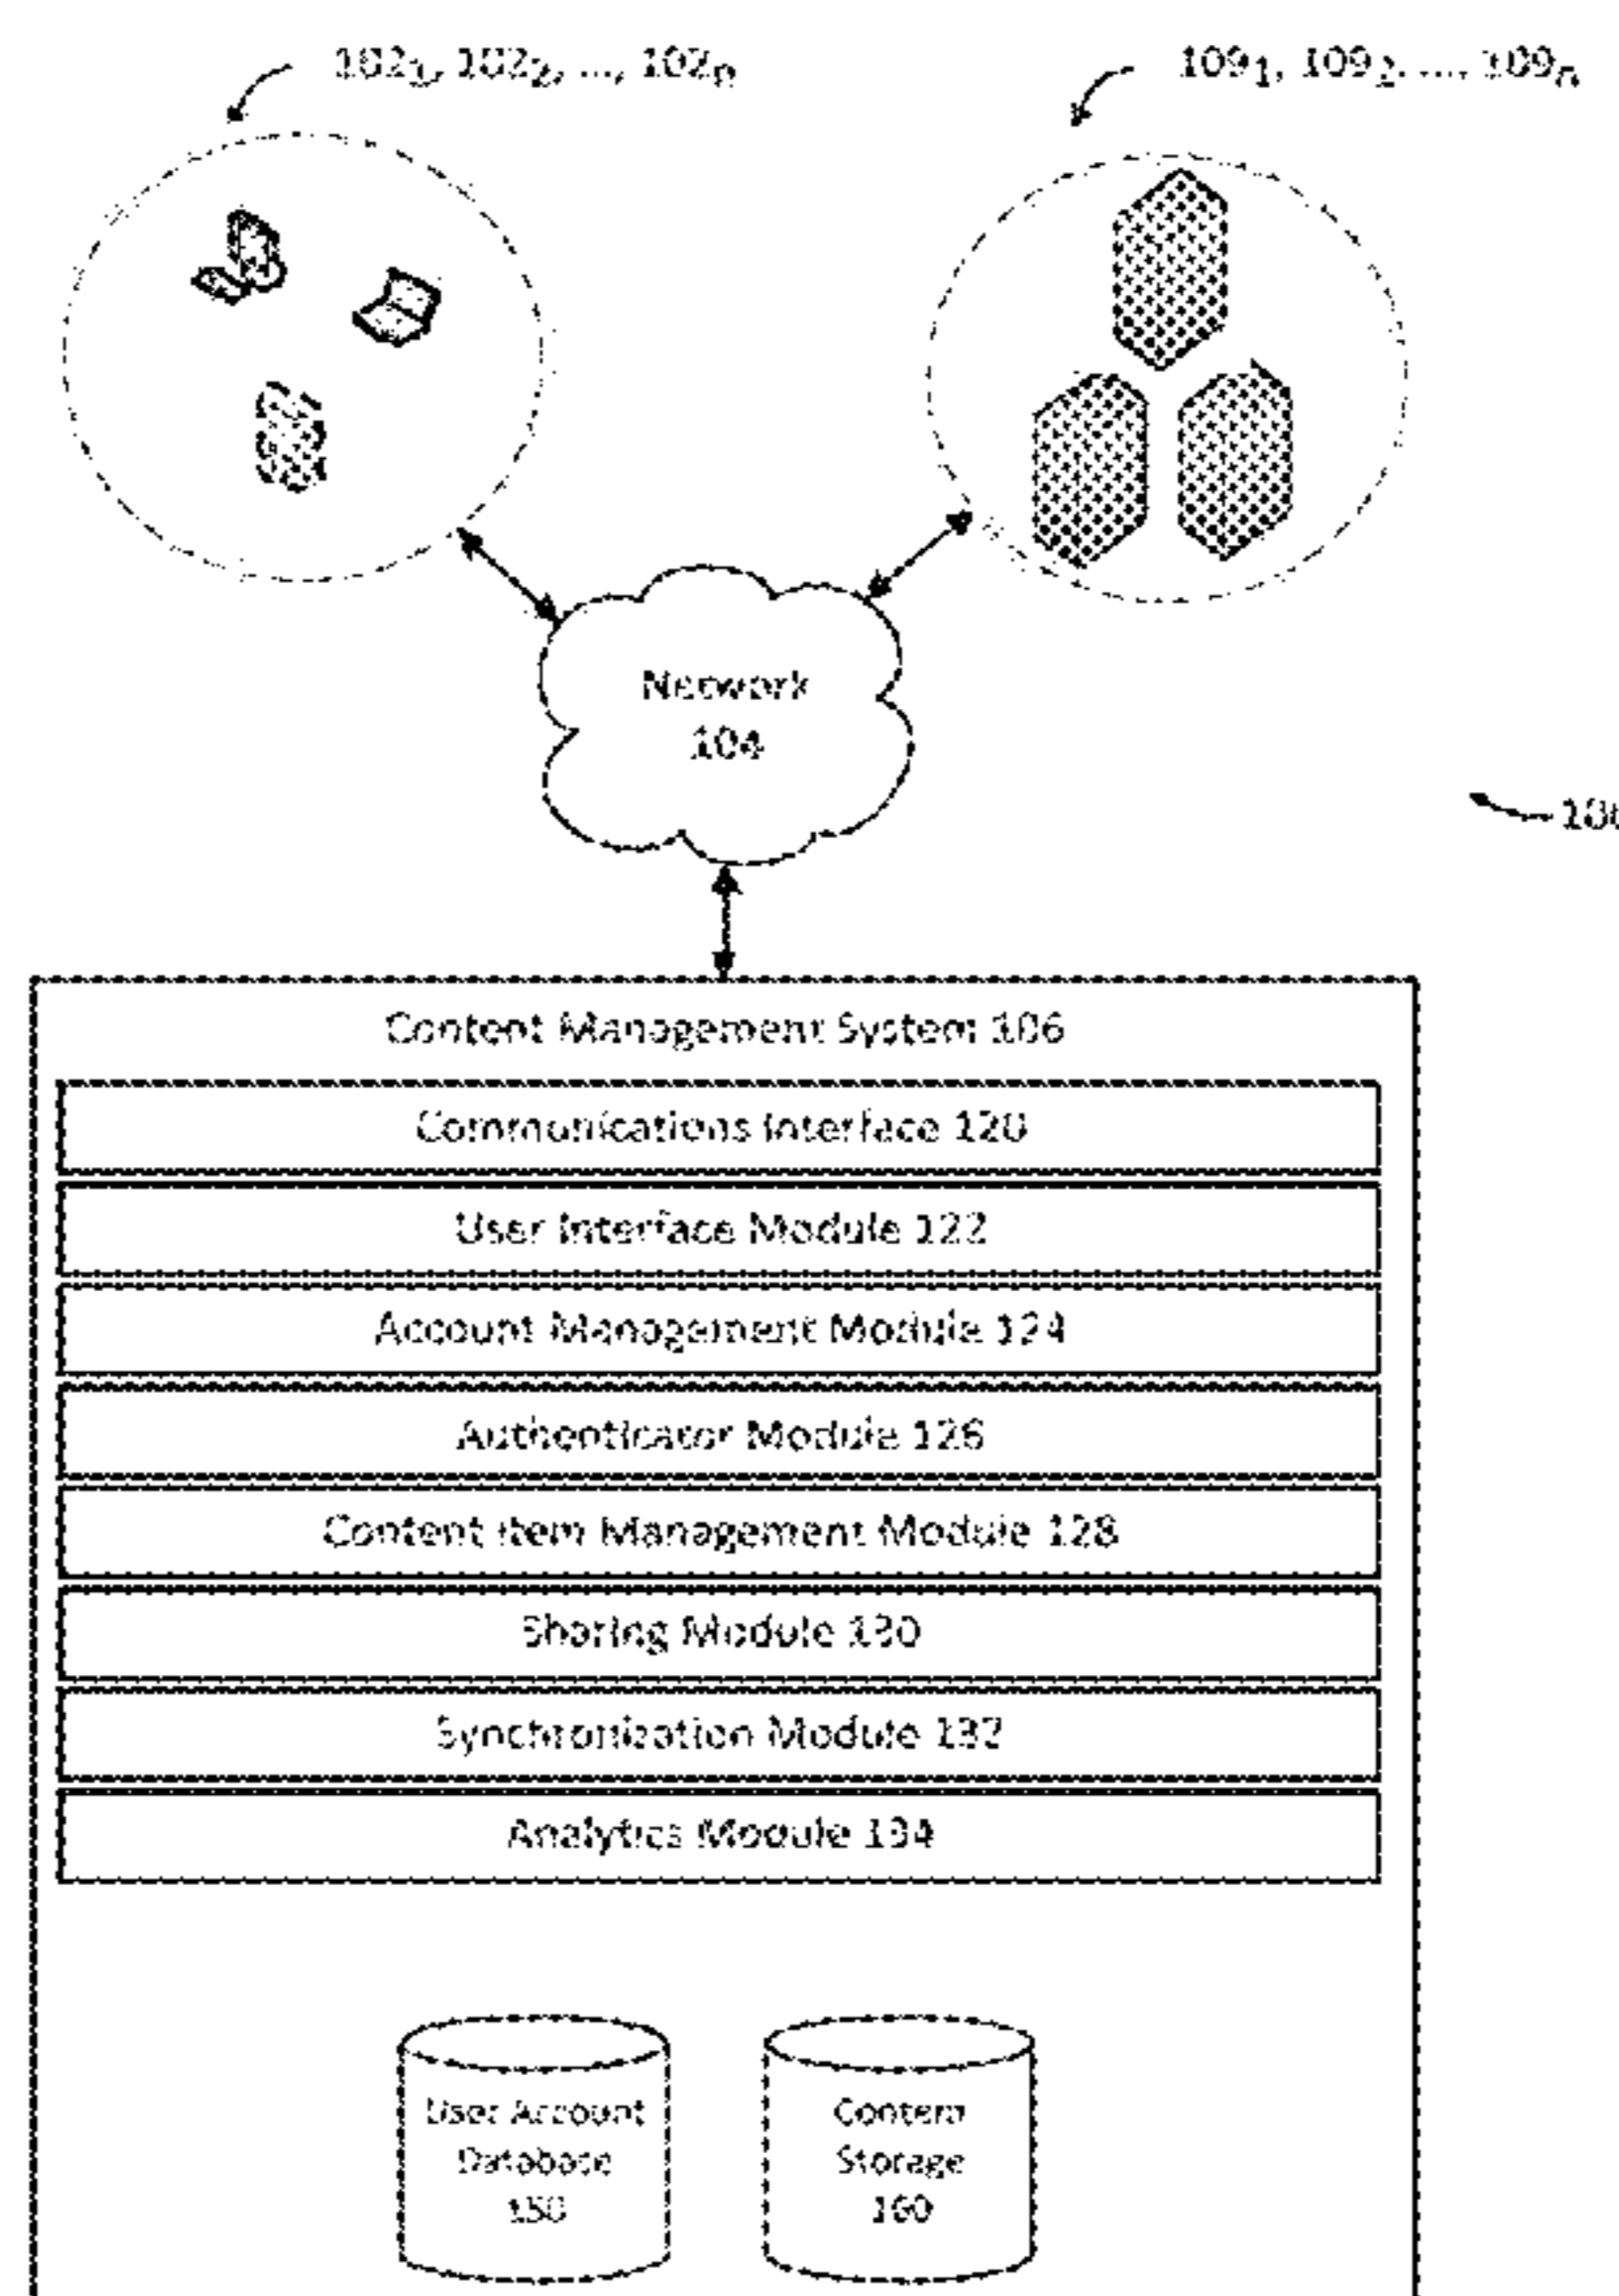 102₁, 102₂, ..., 102ₙ
109₁, 109₂, ..., 109ₙ
Network
104
Content Management System 106
Communications Interface 120
User Interface Module 122
Account Management Module 124
Authenticator Module 126
Content Item Management Module 128
Sharing Module 130
Synchronization Module 132
Analytics Module 134
User Account
Database
150
Content
Storage
160